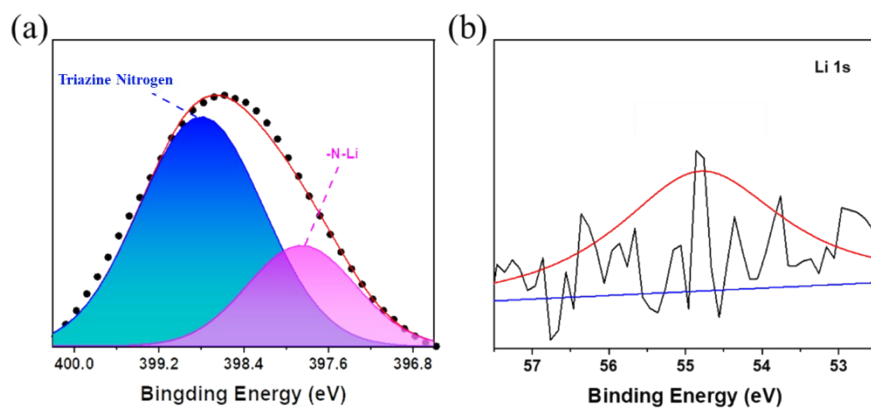 (a)
Triazine Nitrogen
-N-Li
400.0 399.2 398.4 397.6 396.8
Bingding Energy (eV)
(b)
Li 1s
57 56 55 54 53
Binding Energy (eV)